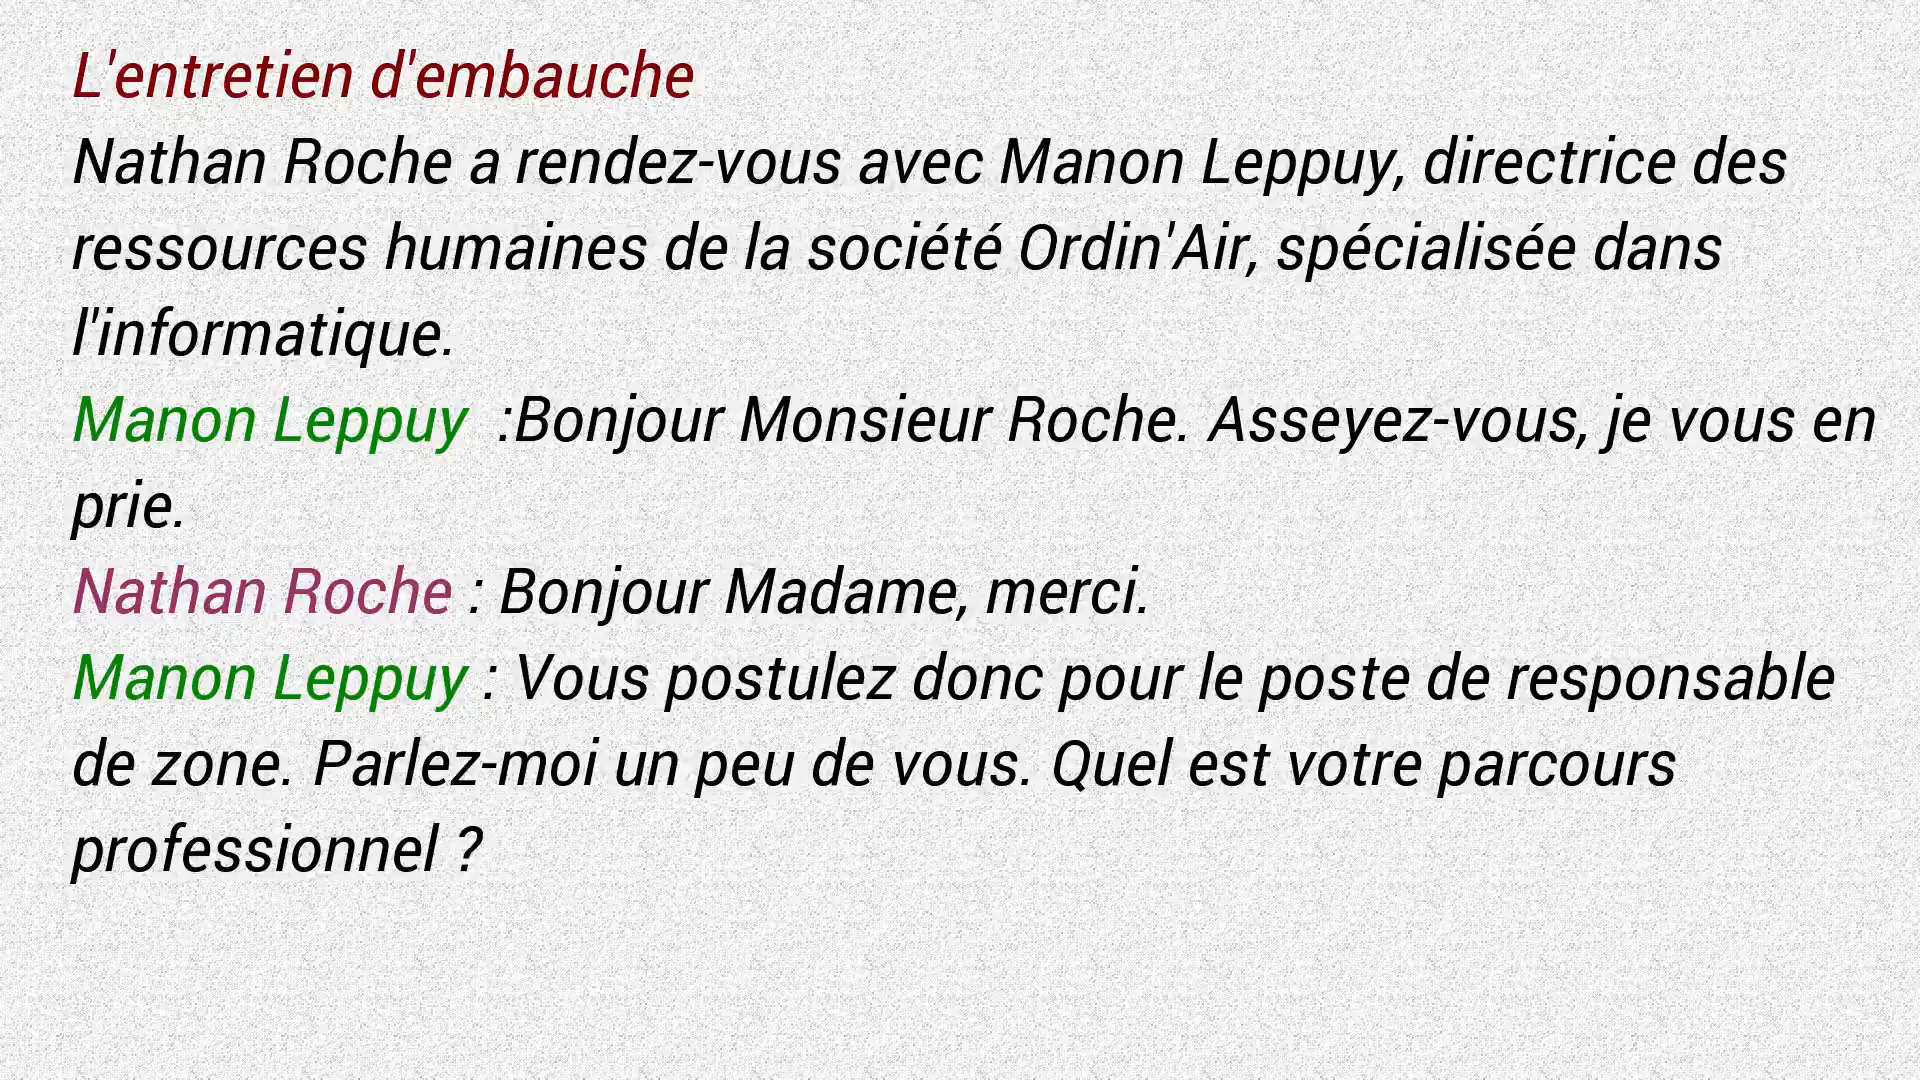 L'entretien d'embauche
Nathan Roche a rendez-vous avec Manon Leppuy, directrice des
ressources humaines de la société Ordin'Air, spécialisée dans
l'informatique.
Manon Leppuy  :Bonjour Monsieur Roche. Asseyez-vous, je vous en
prie.
Nathan Roche : Bonjour Madame, merci.
Manon Leppuy : Vous postulez donc pour le poste de responsable
de zone. Parlez-moi un peu de vous. Quel est votre parcours
professionnel ?